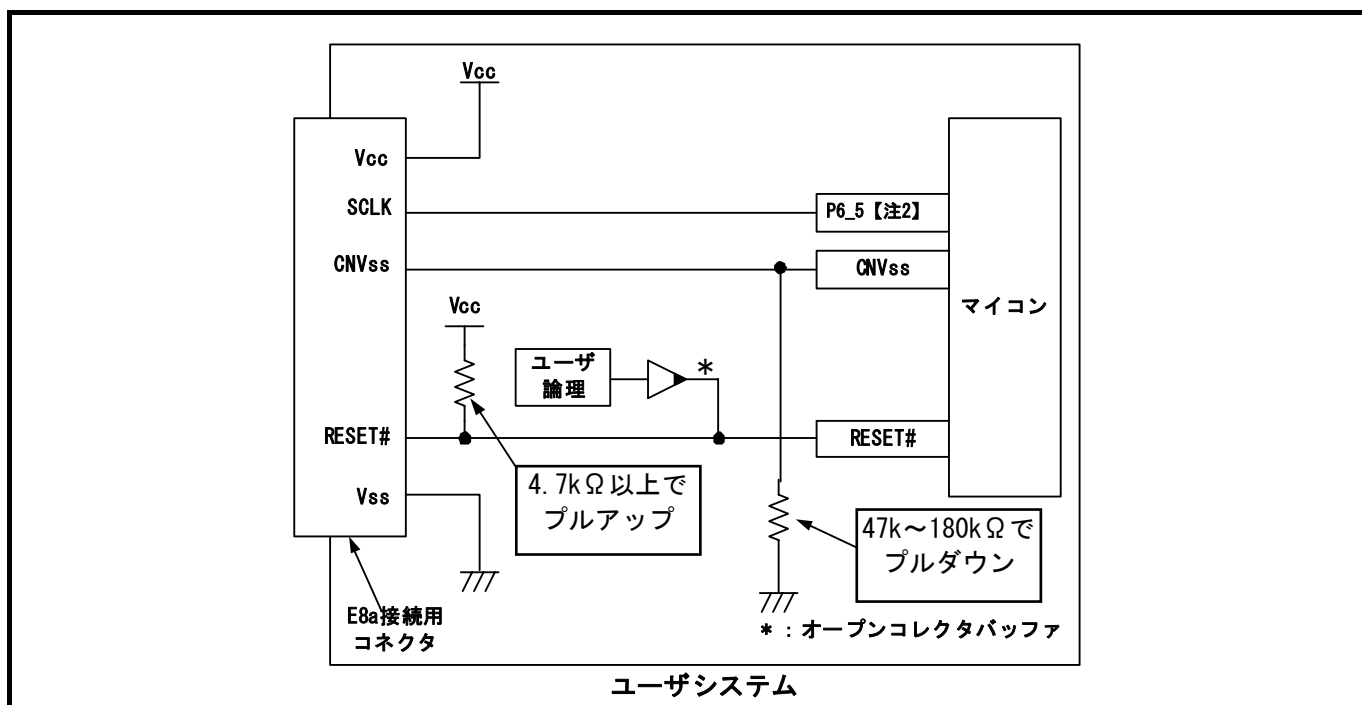 Vcc
Vcc
SCLK
P6_5【注2】
CNVss
CNVss
マイコン
Vcc
ユーザ
論理
*
RESET#
RESET#
4.7kΩ以上で
プルアップ
Vss
47k～180kΩで
プルダウン
E8a接続用
コネクタ
*：オープンコレクタバッファ
ユーザシステム